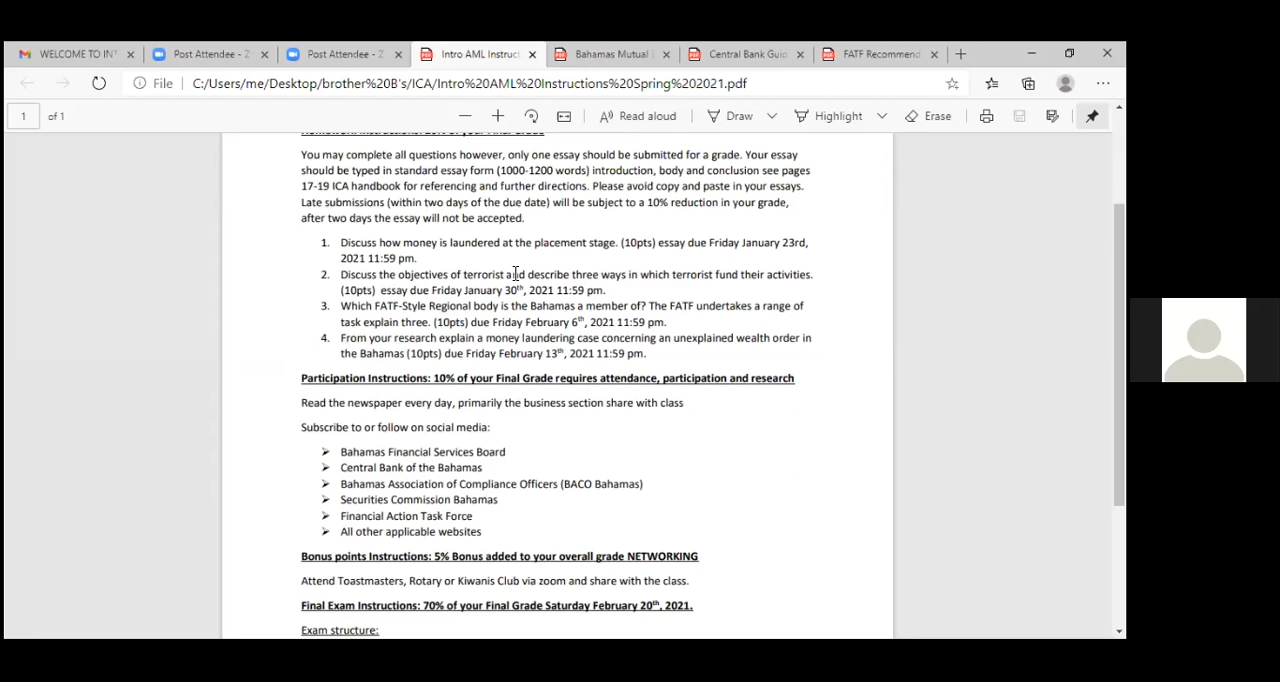 WELCOME TO INT
Post Attendee - Z
Post Attendee - Z
Intro AML Instruct
Bahamas Mutual
Central Bank Guid
FATF Recommend
File
C:/Users/me/Desktop/brother%20B's/ICA/Intro%20AML%20Instructions%20Spring%202021.pdf
1 of 1
Read aloud
Draw
Highlight
Erase
You may complete all questions however, only one essay should be submitted for a grade. Your essay
should be typed in standard essay form (1000-1200 words) introduction, body and conclusion see pages
17-19 ICA handbook for referencing and further directions. Please avoid copy and paste in your essays.
Late submissions (within two days of the due date) will be subject to a 10% reduction in your grade,
after two days the essay will not be accepted.
1. Discuss how money is laundered at the placement stage. (10pts) essay due Friday January 23rd,
2021 11:59 pm.
2. Discuss the objectives of terrorist and describe three ways in which terrorist fund their activities.
(10pts) essay due Friday January 30th, 2021 11:59 pm.
3. Which FATF-Style Regional body is the Bahamas a member of? The FATF undertakes a range of
task explain three. (10pts) due Friday February 6th, 2021 11:59 pm.
4. From your research explain a money laundering case concerning an unexplained wealth order in
the Bahamas (10pts) due Friday February 13th, 2021 11:59 pm.
Participation Instructions: 10% of your Final Grade requires attendance, participation and research
Read the newspaper every day, primarily the business section share with class
Subscribe to or follow on social media:
➢ Bahamas Financial Services Board
➢ Central Bank of the Bahamas
➢ Bahamas Association of Compliance Officers (BACO Bahamas)
➢ Securities Commission Bahamas
➢ Financial Action Task Force
➢ All other applicable websites
Bonus points Instructions: 5% Bonus added to your overall grade NETWORKING
Attend Toastmasters, Rotary or Kiwanis Club via zoom and share with the class.
Final Exam Instructions: 70% of your Final Grade Saturday February 20th, 2021.
Exam structure: